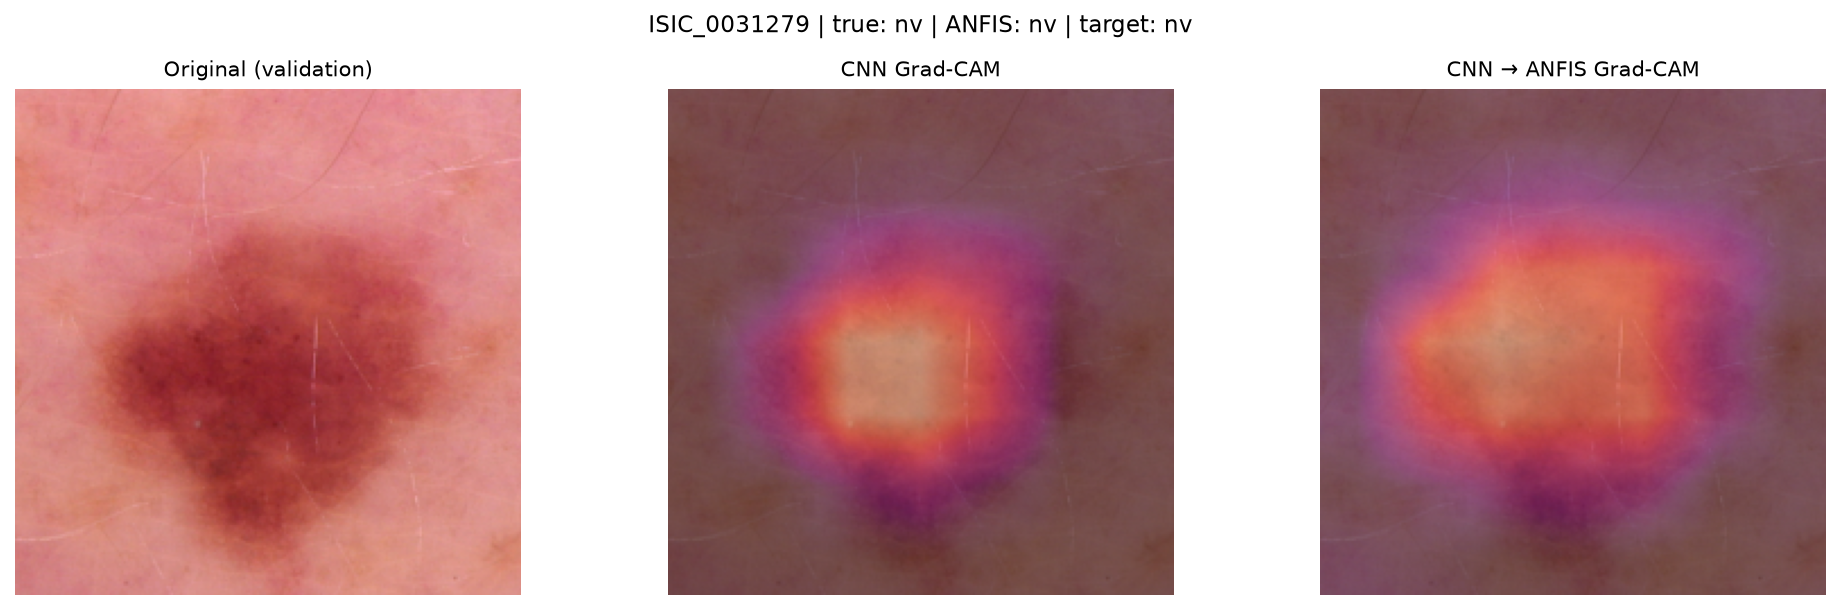 ISIC_0031279 | true: nv | ANFIS: nv | target: nv
Original (validation)
CNN Grad-CAM
CNN → ANFIS Grad-CAM